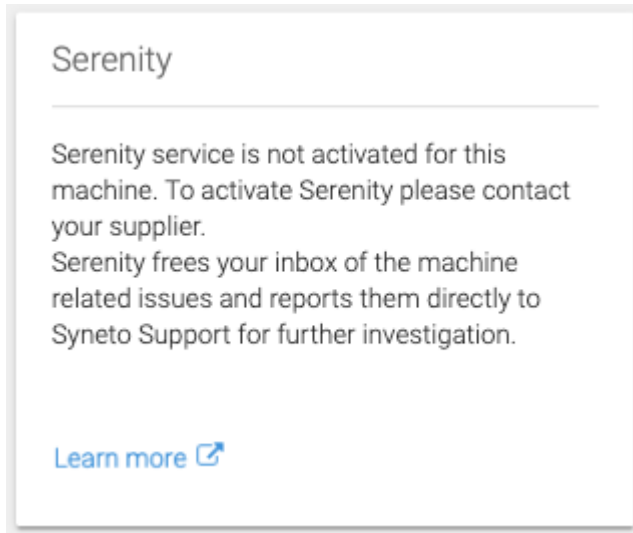 Serenity
Serenity service is not activated for this
machine. To activate Serenity please contact
your supplier.
Serenity frees your inbox of the machine
related issues and reports them directly to
Syneto Support for further investigation.
Learn more